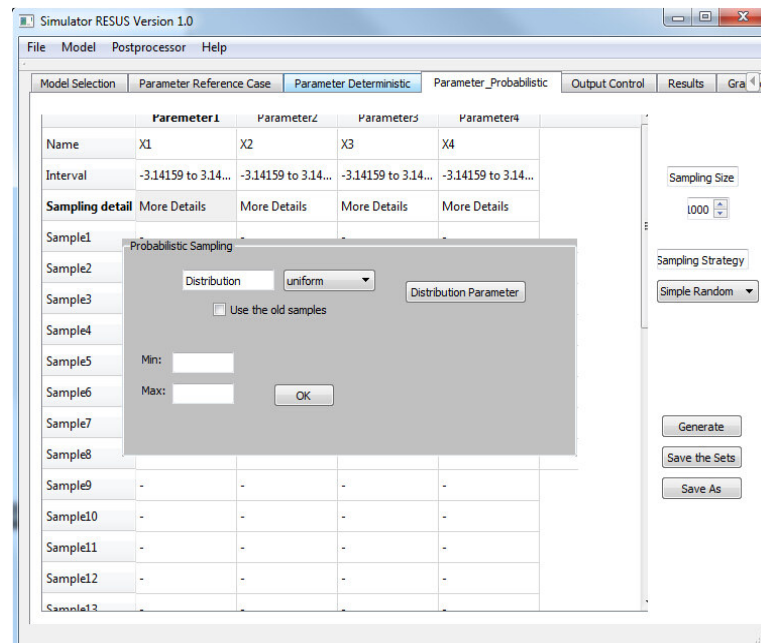 Simulator RESUS Version 1.0
File Model Postprocessor Help
Model Selection Parameter Reference Case Parameter Deterministic Parameter_Probabilistic Output Control Results Gra
Paremeter1 Parameter2 Parameter3 Parameter4
Name X1 X2 X3 X4
Interval -3.14159 to 3.14... -3.14159 to 3.14... -3.14159 to 3.14... -3.14159 to 3.14...
Sampling detail More Details More Details More Details More Details
Sample1 - - - -
Sample2
Sample3
Sample4
Sample5
Sample6
Sample7
Sample8
Sample9 - - - -
Sample10 - - - -
Sample11 - - - -
Sample12 - - - -
Sample13 - - - -
Probabilistic Sampling
Distribution uniform
Distribution Parameter
Use the old samples
Min:
Max:
OK
Sampling Size
1000
Sampling Strategy
Simple Random
Generate
Save the Sets
Save As